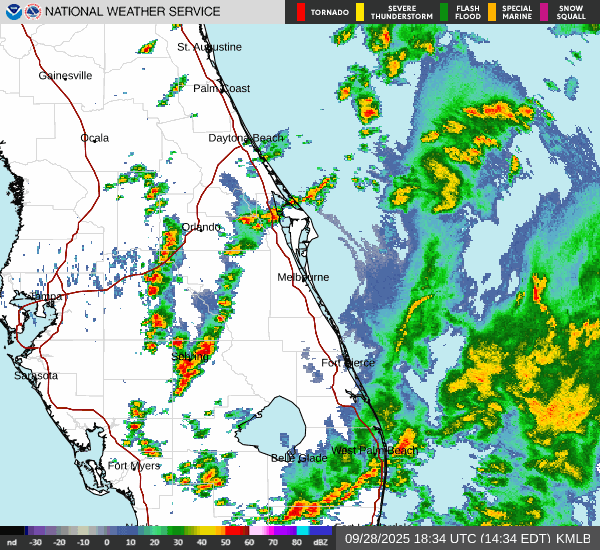 NATIONAL WEATHER SERVICE
TORNADO
SEVERE THUNDERSTORM
FLASH FLOOD
SPECIAL MARINE
SNOW SQUALL
St. Augustine
Gainesville
Palm Coast
Ocala
Daytona Beach
Orlando
Melbourne
Tampa
Sebring
Fort Pierce
Sarasota
West Palm Beach
Belle Glade
Fort Myers
nd -30 -20 -10 0 10 20 30 40 50 60 70 80 dBZ
09/28/2025 18:34 UTC (14:34 EDT) KMLB